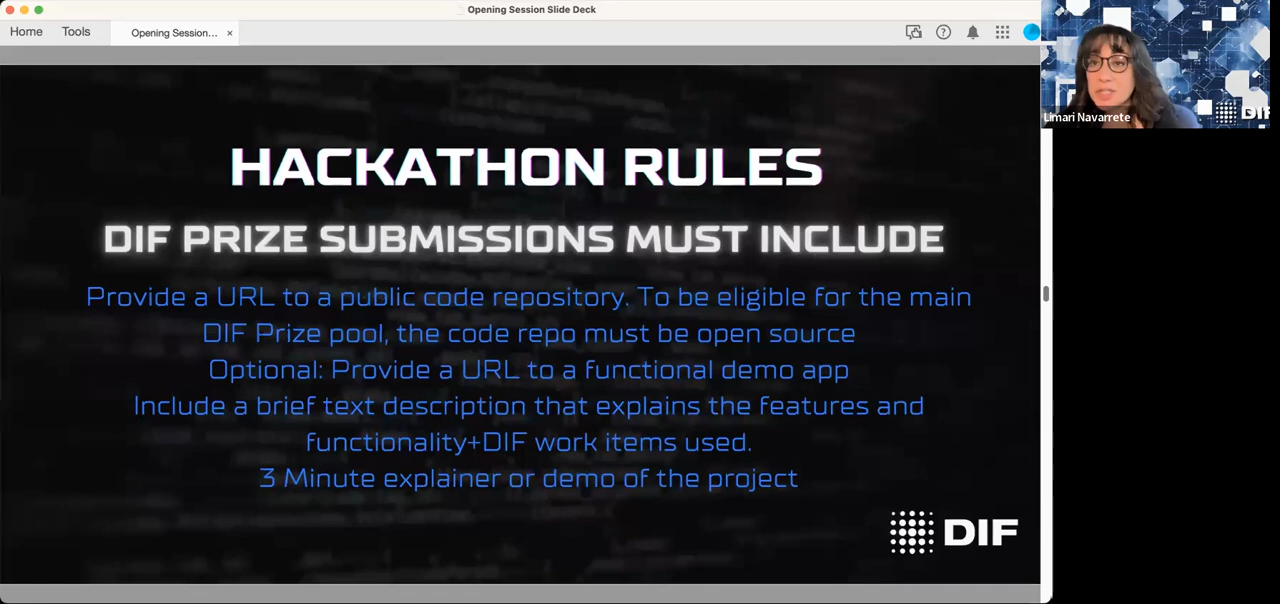 Opening Session Slide Deck
Home Tools Opening Session... ×
HACKATHON RULES
DIF PRIZE SUBMISSIONS MUST INCLUDE
Provide a URL to a public code repository. To be eligible for the main
DIF Prize pool, the code repo must be open source
Optional: Provide a URL to a functional demo app
Include a brief text description that explains the features and
functionality+DIF work items used.
3 Minute explainer or demo of the project
DIF
Limari Navarrete
DIF